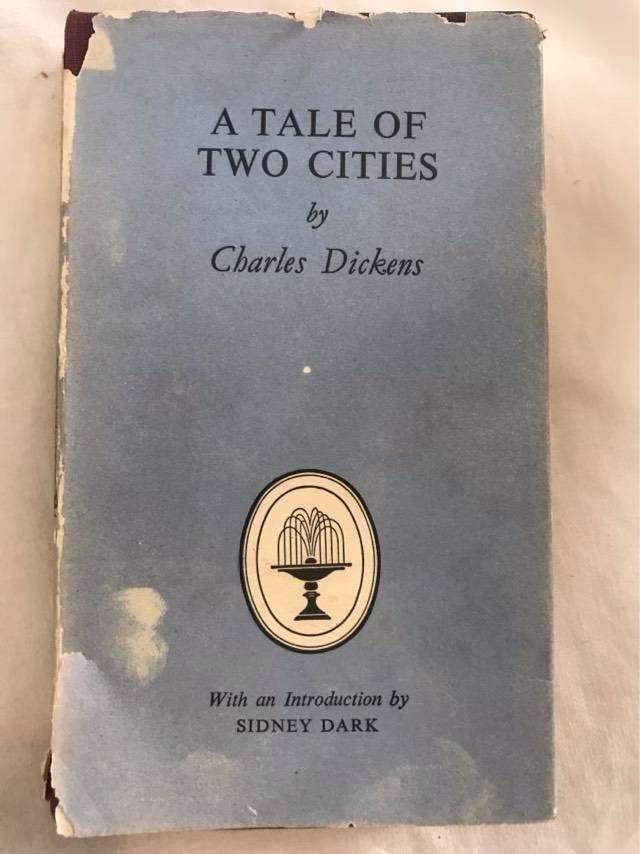 A TALE OF
TWO CITIES
by
Charles Dickens
With an Introduction by
SIDNEY DARK